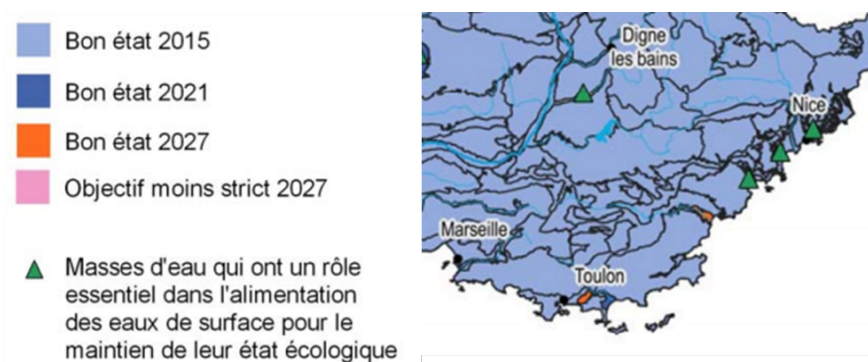 Bon état 2015
Bon état 2021
Bon état 2027
Objectif moins strict 2027
Masses d'eau qui ont un rôle
essentiel dans l'alimentation
des eaux de surface pour le
maintien de leur état écologique
Digne
les bains
Nice
Marseille
Toulon